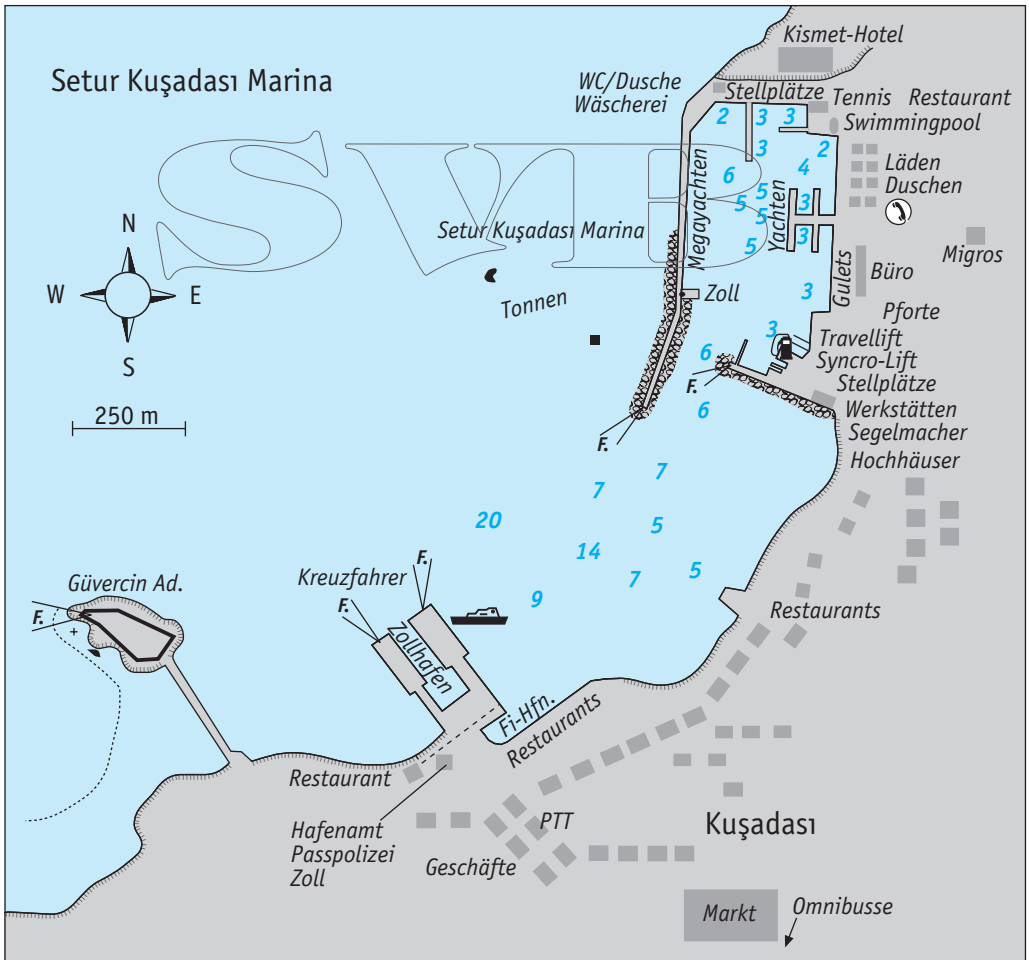 Kismet-Hotel
Setur Kuşadası Marina
WC/Dusche
Wäscherei
Stellplätze
Tennis
Restaurant
Swimmingpool
2
3
3
3
2
6
4
5
5
5
3
5
3
3
3
Läden
Duschen
SVB
Megayachten
Yachten
Setur Kuşadası Marina
Gulets
Büro
Migros
N
W
E
S
Tonnen
Zoll
Pforte
Travellift
Syncro-Lift
Stellplätze
Werkstätten
Segelmacher
Hochhäuser
6
F.
6
F.
250 m
7
7
20
5
14
7
5
9
Güvercin Ad.
F.
Kreuzfahrer
F.
F.
Zollhafen
Fi-Hfn.
Restaurants
Restaurants
Restaurant
Hafenamt
Passpolizei
Zoll
PTT
Geschäfte
Kuşadası
Markt
Omnibusse